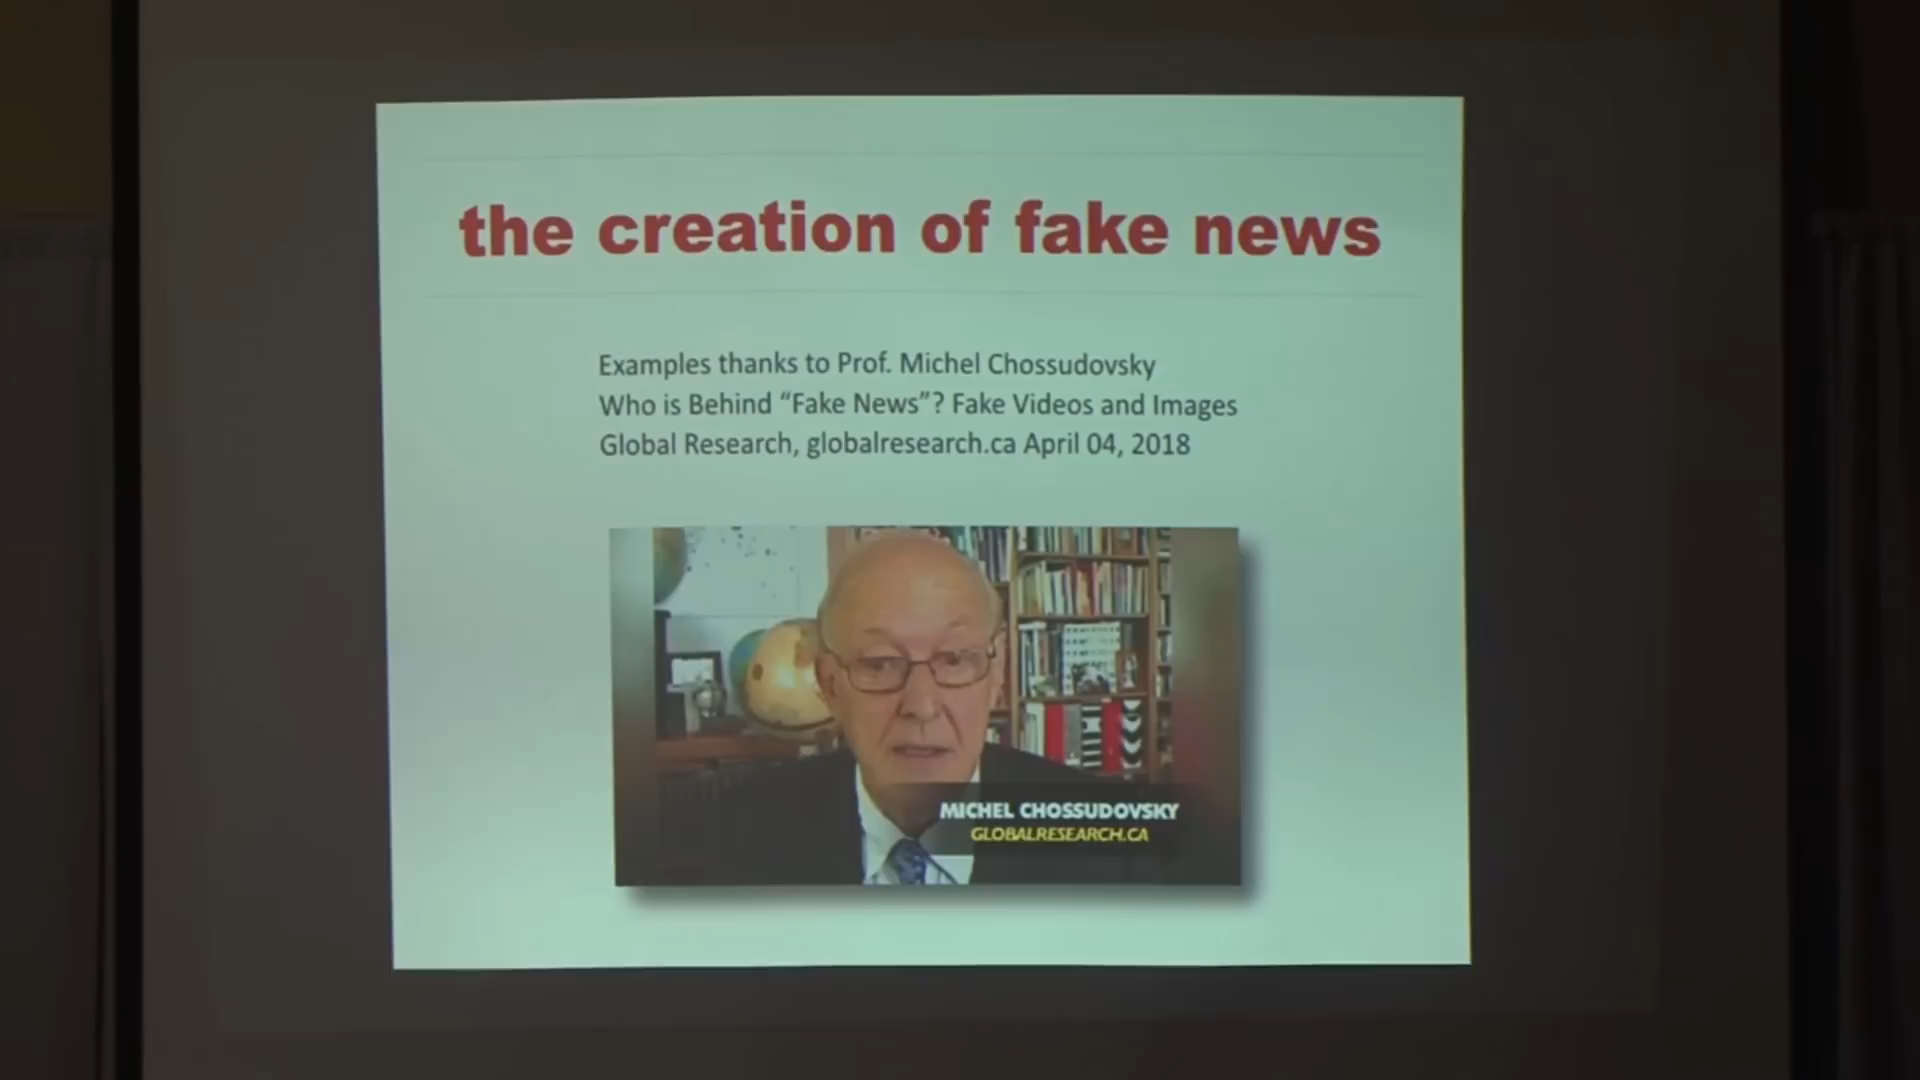 the creation of fake news
Examples thanks to Prof. Michel Chossudovsky
Who is Behind “Fake News”? Fake Videos and Images
Global Research, globalresearch.ca April 04, 2018
MICHEL CHOSSUDOVSKY
GLOBALRESEARCH.CA